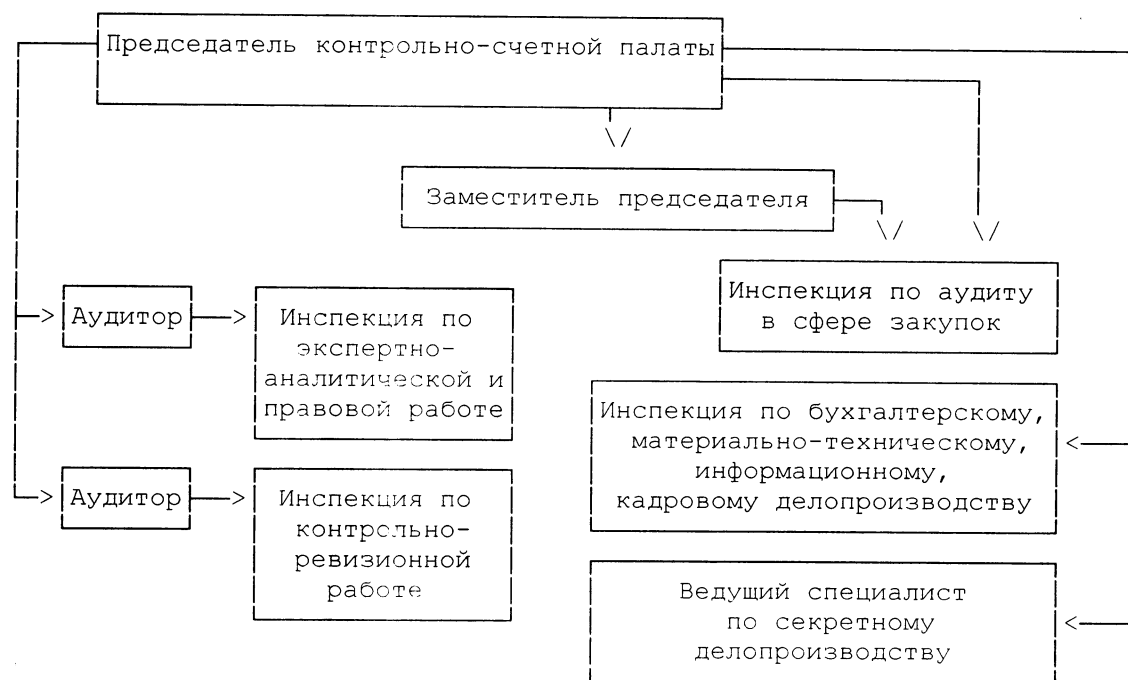 Председатель контрольно-счетной палаты
Заместитель председателя
Инспекция по аудиту
в сфере закупок
Аудитор
Инспекция по
экспертно-
аналитической и
правовой работе
Инспекция по бухгалтерскому,
материально-техническому,
информационному,
кадровому делопроизводству
Аудитор
Инспекция по
контрольно-
ревизионной
работе
Ведущий специалист
по секретному
делопроизводству